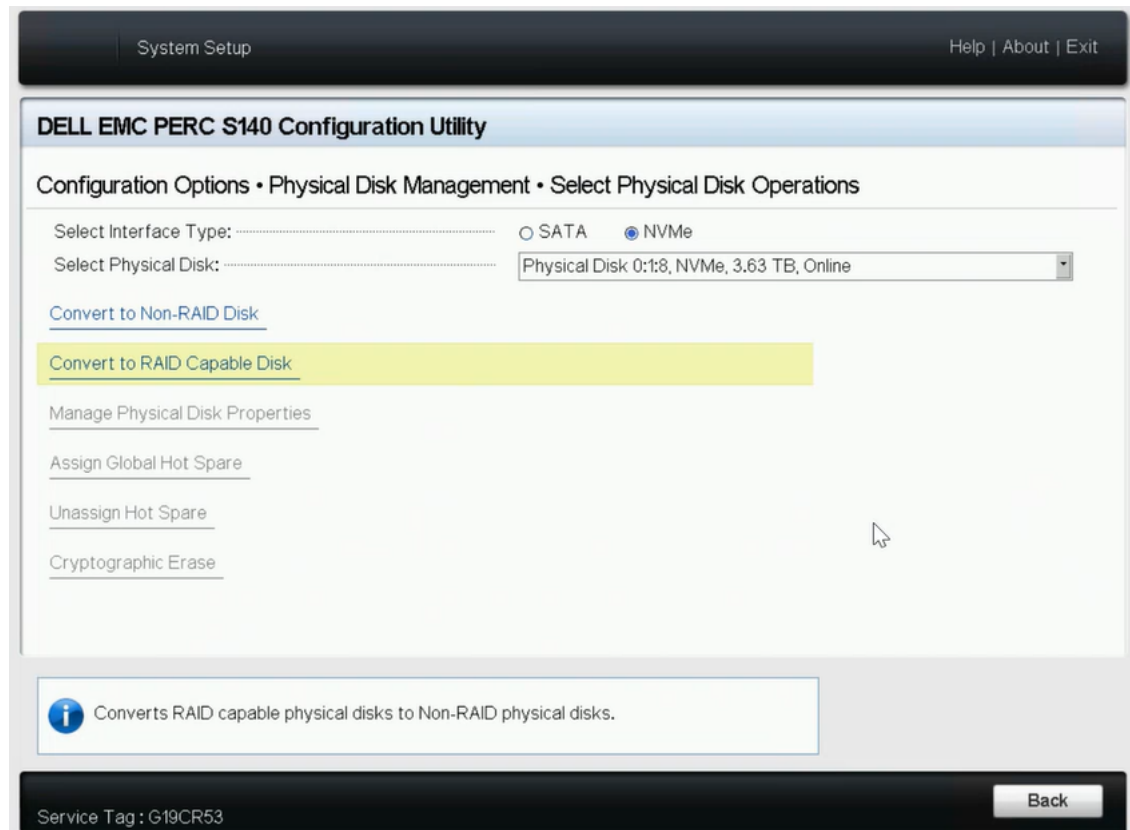 System Setup
Help | About | Exit
DELL EMC PERC S140 Configuration Utility
Configuration Options • Physical Disk Management • Select Physical Disk Operations
Select Interface Type: SATA NVMe
Select Physical Disk: Physical Disk 0:1:8, NVMe, 3.63 TB, Online
Convert to Non-RAID Disk
Convert to RAID Capable Disk
Manage Physical Disk Properties
Assign Global Hot Spare
Unassign Hot Spare
Cryptographic Erase
Converts RAID capable physical disks to Non-RAID physical disks.
Service Tag : G19CR53
Back